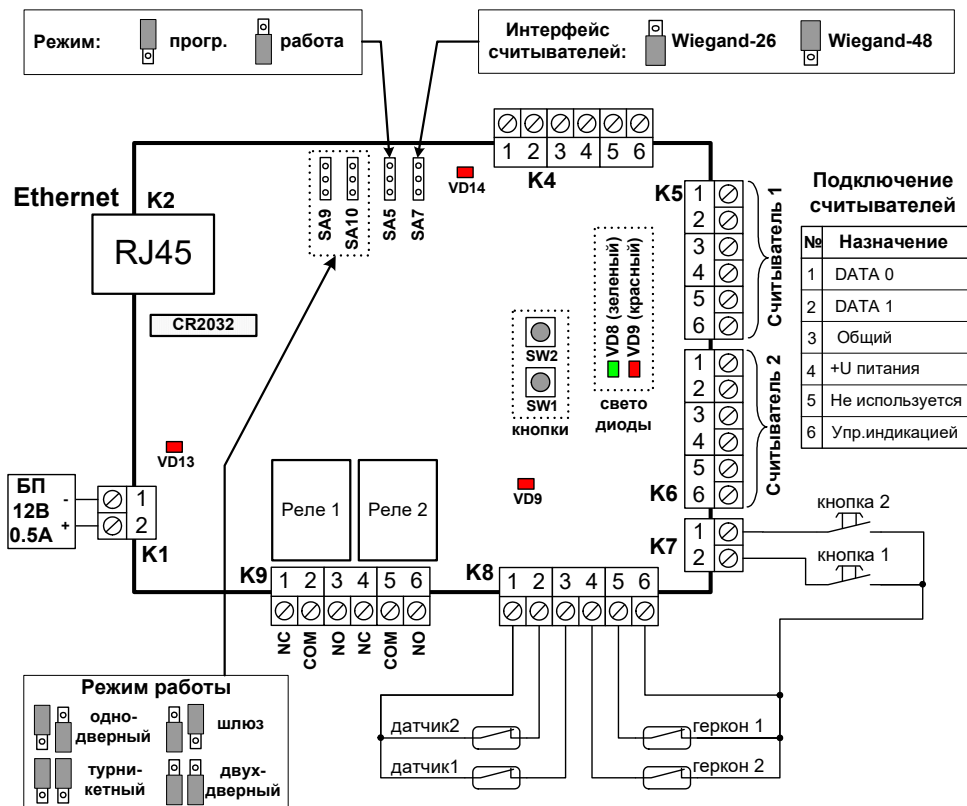 Режим: прогр. работа
Интерфейс считывателей: Wiegand-26 Wiegand-48
1 2 3 4 5 6
K4
Ethernet K2
RJ45
CR2032
SA9
SA10
SA5
SA7
VD14
K5
1
2
3
4
5
6
Считыватель 1
Подключение
считывателей
№ Назначение
1 DATA 0
2 DATA 1
3 Общий
4 +U питания
5 Не используется
6 Упр.индикацией
VD8 (зеленый)
VD9 (красный)
свето
диоды
SW2
SW1
кнопки
1
2
3
4
5
6
K6
Считыватель 2
VD13
VD9
БП
12В
0.5А
-
+
1
2
K1
Реле 1
Реле 2
K7
1
2
кнопка 2
кнопка 1
K9
1 2 3 4 5 6
NC COM NO NC COM NO
K8
1 2 3 4 5 6
датчик2
датчик1
геркон 1
геркон 2
Режим работы
одно-
дверный
шлюз
турни-
кетный
двух-
дверный